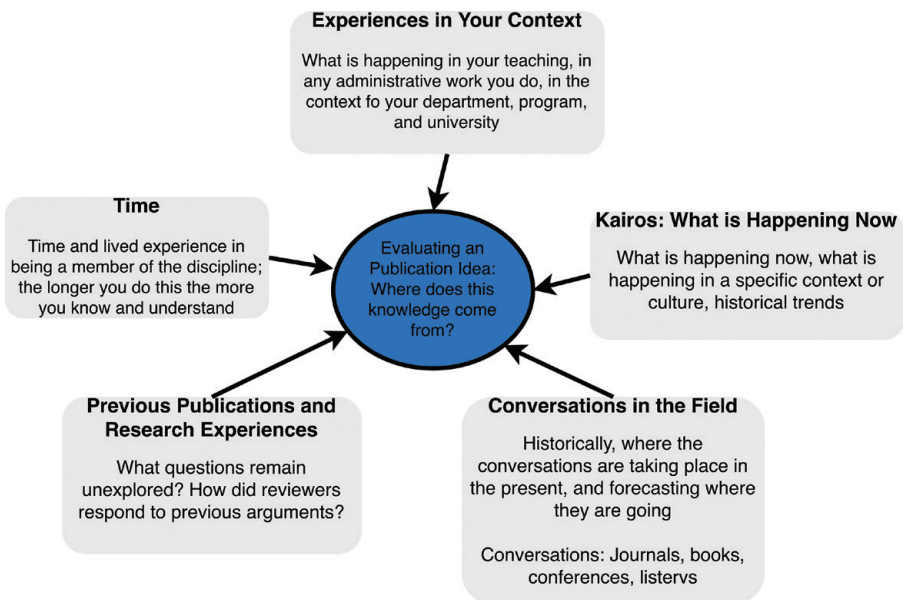 Experiences in Your Context
What is happening in your teaching, in
any administrative work you do, in the
context fo your department, program,
and university
Time
Time and lived experience in
being a member of the discipline;
the longer you do this the more
you know and understand
Evaluating an
Publication Idea:
Where does this
knowledge come
from?
Kairos: What is Happening Now
What is happening now, what is
happening in a specific context or
culture, historical trends
Previous Publications and
Research Experiences
What questions remain
unexplored? How did reviewers
respond to previous arguments?
Conversations in the Field
Historically, where the
conversations are taking place in
the present, and forecasting where
they are going
Conversations: Journals, books,
conferences, listervs